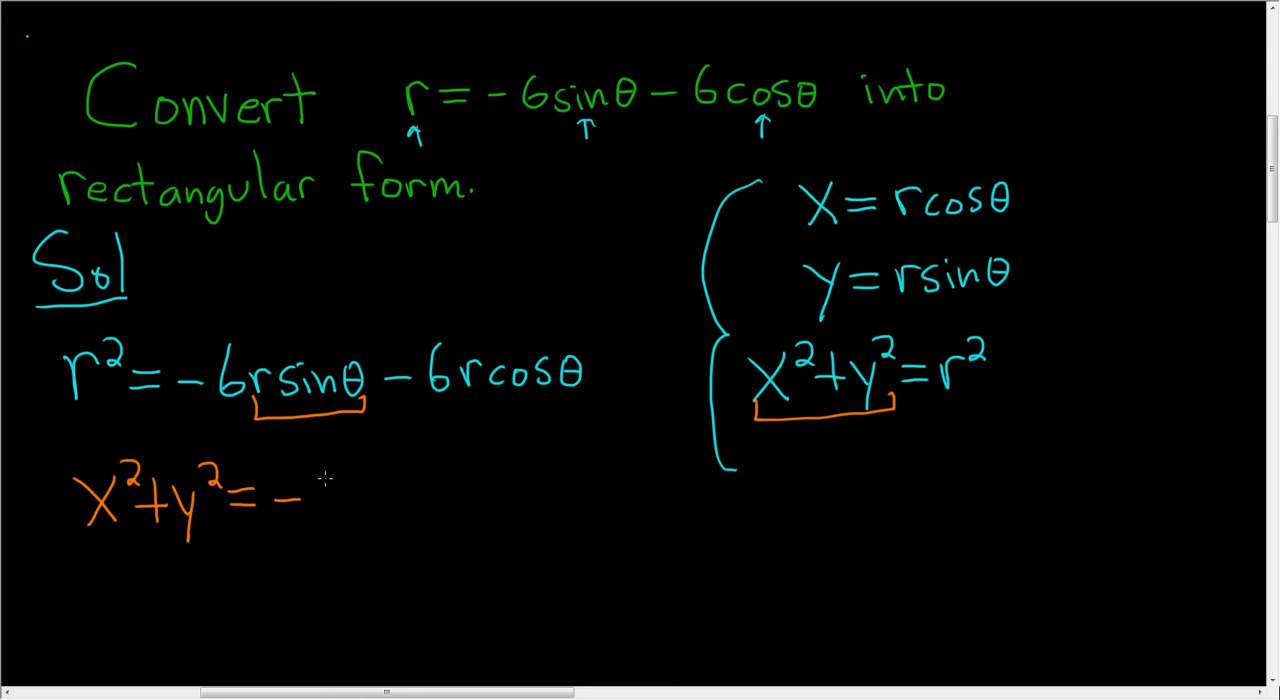 Convert r = -6sinθ - 6cosθ into
rectangular form.
Sol
x = rcosθ
y = rsinθ
x² + y² = r²
r² = -6rsinθ - 6rcosθ
x² + y² = -